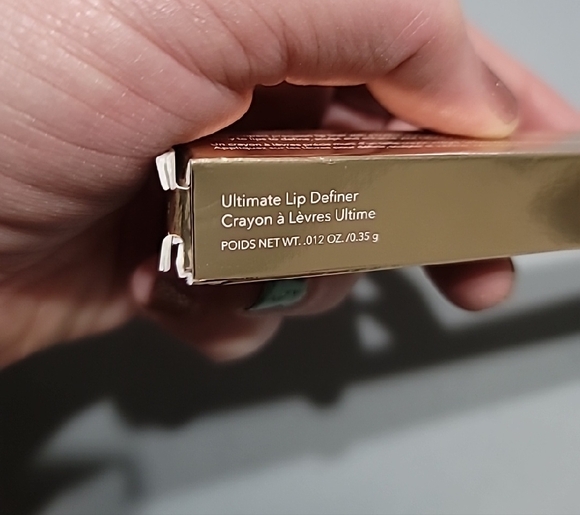 Ultimate Lip Definer
Crayon à Lèvres Ultime
POIDS NET WT. .012 OZ./0.35 g